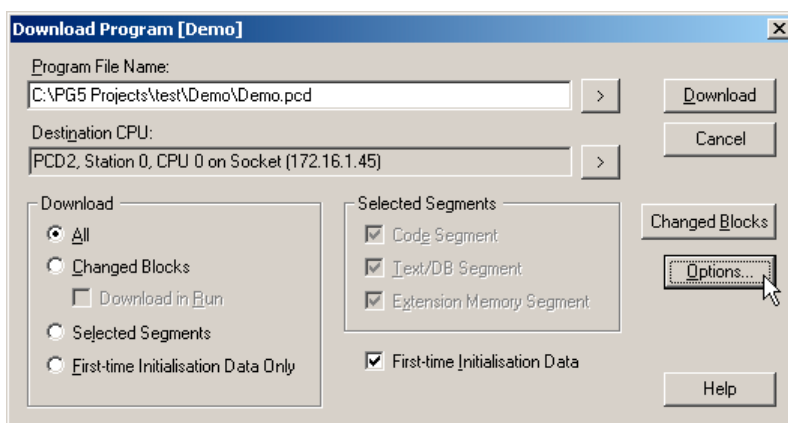 Download Program [Demo]
Program File Name:
C:\PG5 Projects\test\Demo\Demo.pcd
>
Download
Destination CPU:
Cancel
PCD2, Station 0, CPU 0 on Socket (172.16.1.45)
>
Download
Selected Segments
All
Code Segment
Changed Blocks
Changed Blocks
Text/DB Segment
Options...
Download in Run
Extension Memory Segment
Selected Segments
First-time Initialisation Data Only
First-time Initialisation Data
Help